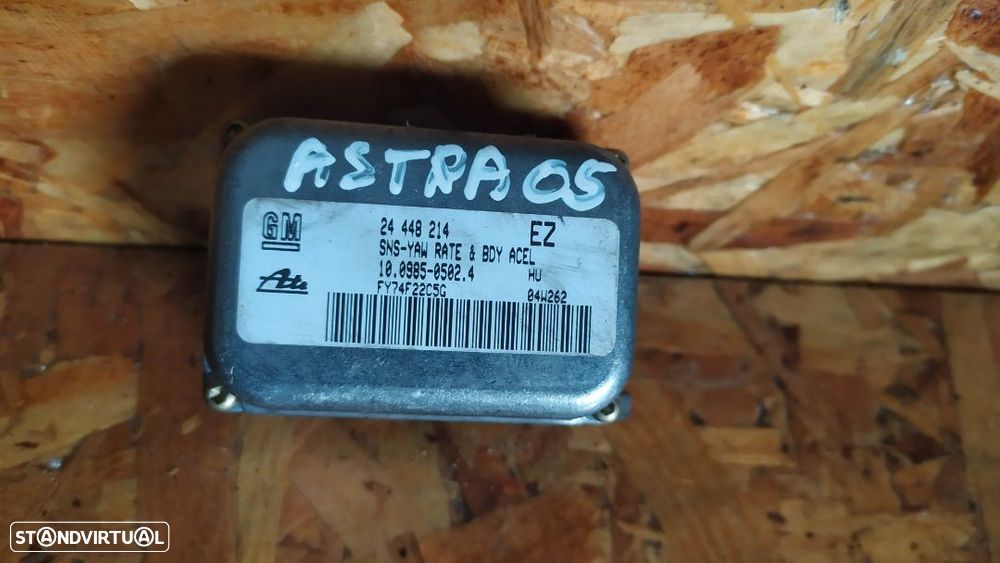 ASTRA 05
GM
24 448 214 EZ
SNS-YAW RATE & BDY ACEL
10.0985-0502.4 HU
Ate FY74F22C5G 04W262
STANDVIRTUAL